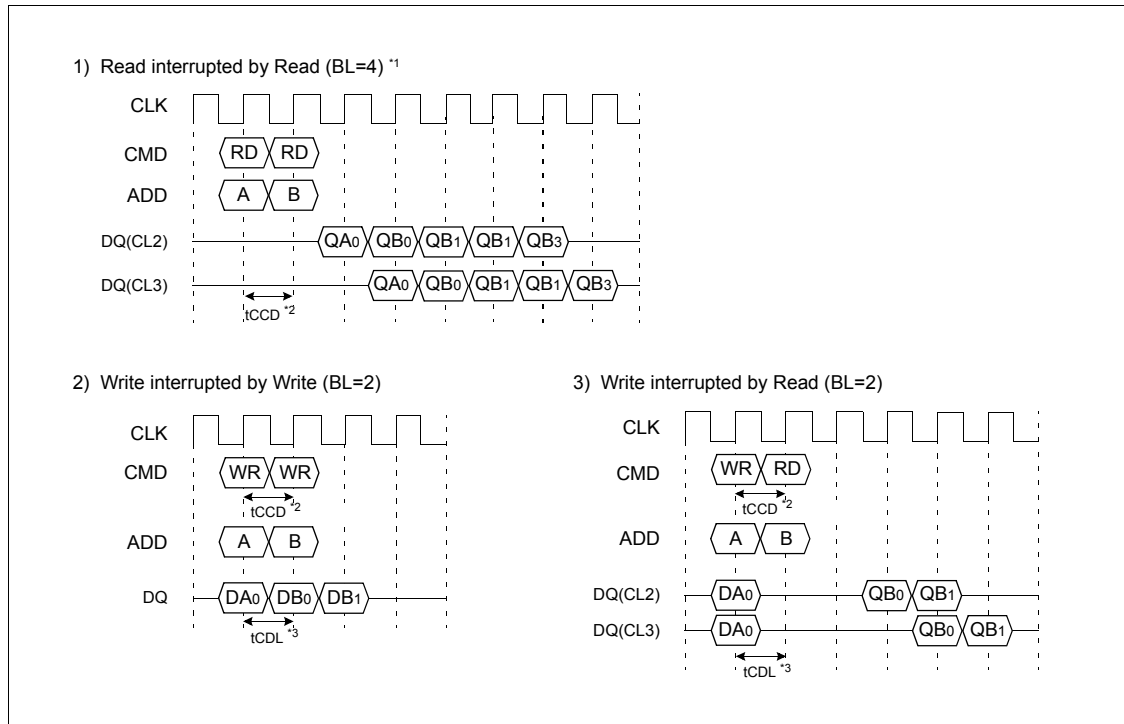 1) Read interrupted by Read (BL=4) *1
CLK
CMD RD RD
ADD A B
DQ(CL2) QA0 QB0 QB1 QB1 QB3
DQ(CL3) QA0 QB0 QB1 QB1 QB3
tCCD *2
2) Write interrupted by Write (BL=2)
CLK
CMD WR WR
tCCD *2
ADD A B
DQ DA0 DB0 DB1
tCDL *3
3) Write interrupted by Read (BL=2)
CLK
CMD WR RD
tCCD *2
ADD A B
DQ(CL2) DA0 QB0 QB1
DQ(CL3) DA0 QB0 QB1
tCDL *3